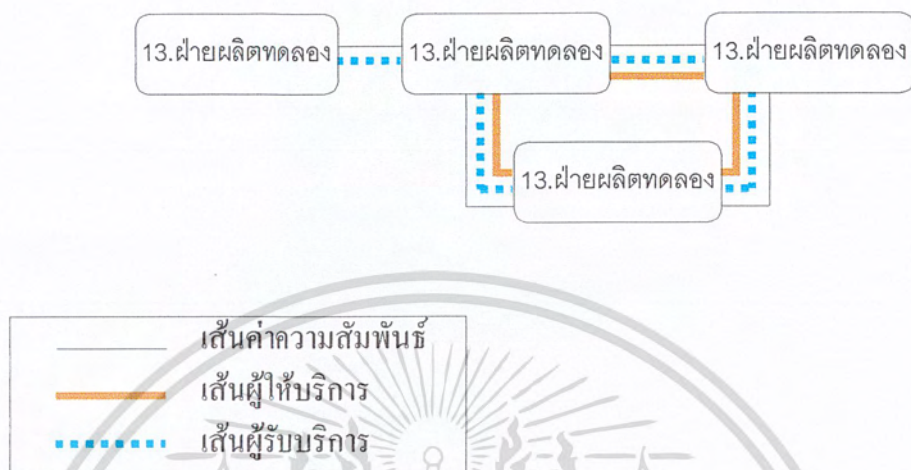 13.ฝ่ายผลิตทดลอง 13.ฝ่ายผลิตทดลอง 13.ฝ่ายผลิตทดลอง
13.ฝ่ายผลิตทดลอง
เส้นค่าความสัมพันธ์
เส้นผู้ให้บริการ
เส้นผู้รับบริการ